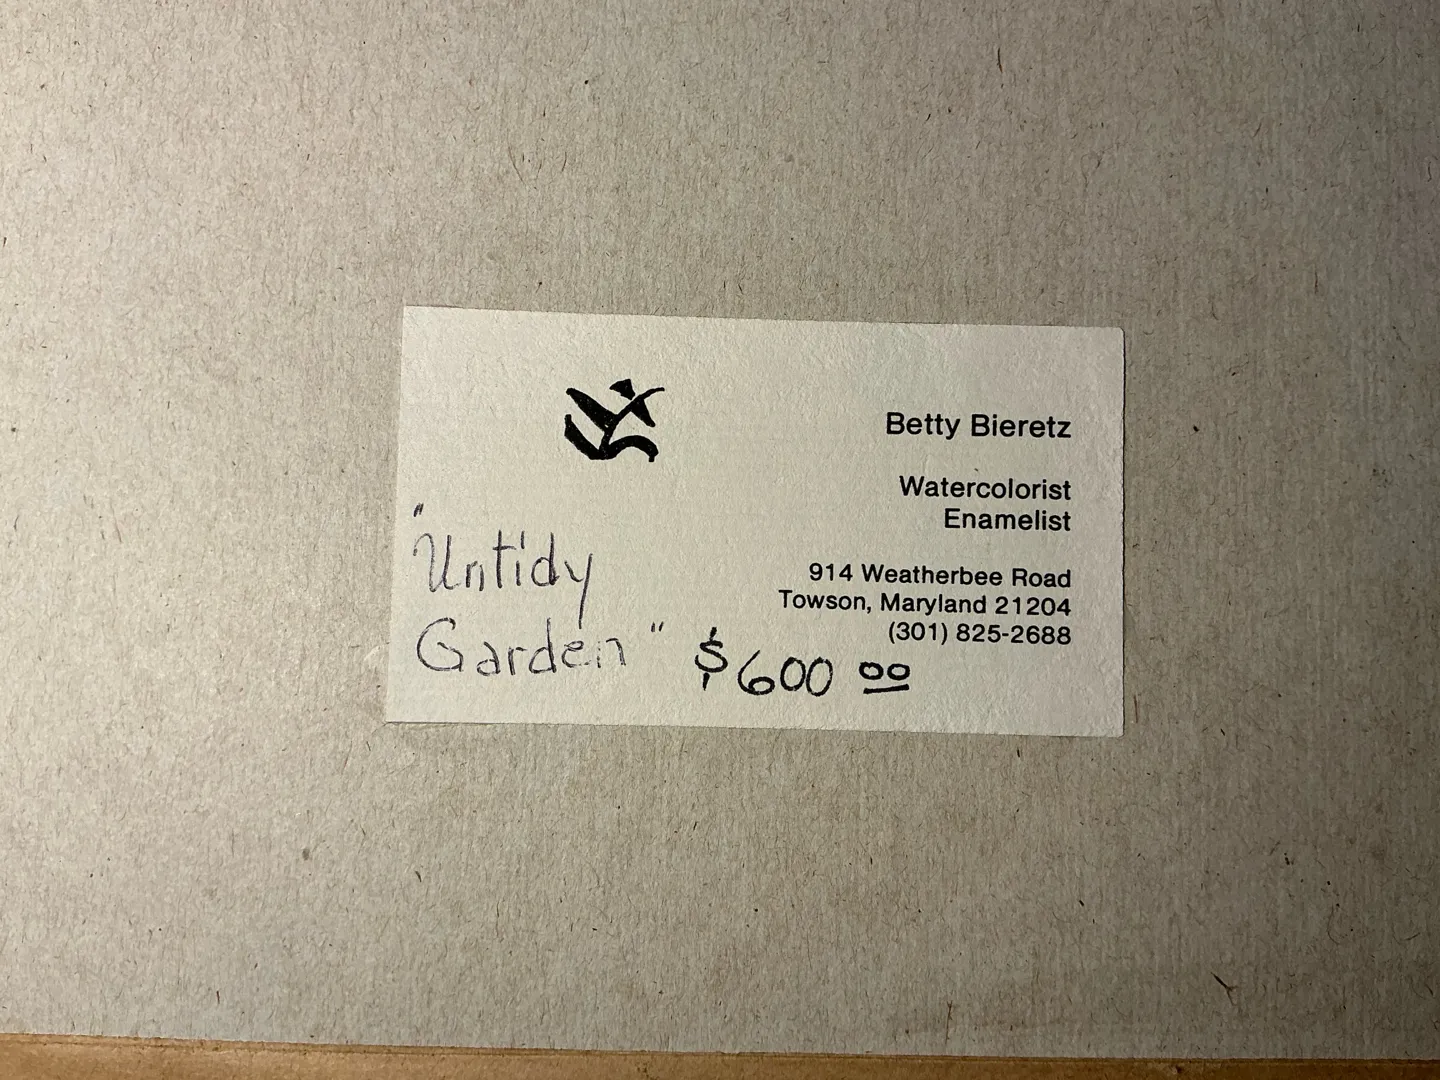 Betty Bieretz
Watercolorist
Enamelist
914 Weatherbee Road
Towson, Maryland 21204
(301) 825-2688
"Untidy
Garden"
$600 00